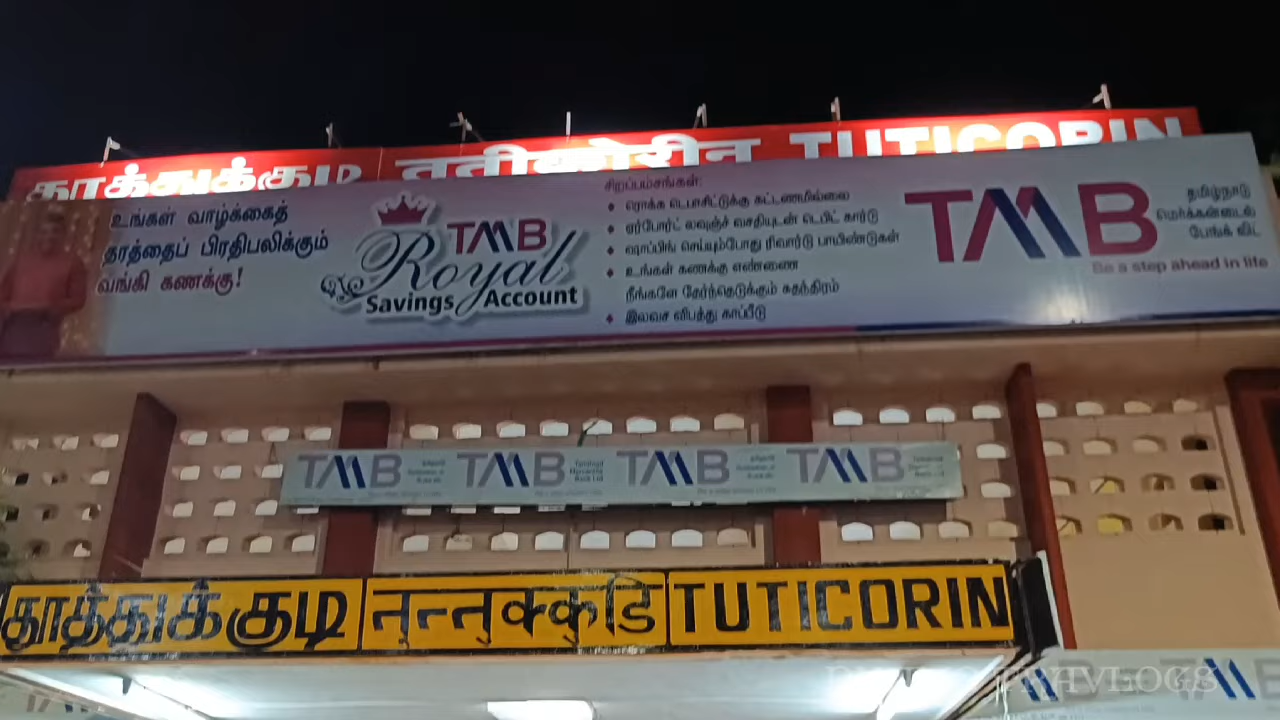 தூத்துக்குடி तूतीकोरीन TUTICORIN
உங்கள் வாழ்க்கைத்
தரத்தைப் பிரதிபலிக்கும்
வங்கி கணக்கு!
TMB
Royal
Savings Account
சிறப்பம்சங்கள்:
ரொக்க டெபாசிட்டுக்கு கட்டணமில்லை
ஏர்போர்ட் லவுஞ்ச் வசதியுடன் டெபிட் கார்டு
ஷாப்பிங் செய்யும்போது ரிவார்டு பாயிண்டுகள்
உங்கள் கணக்கு எண்ணை
நீங்களே தேர்ந்தெடுக்கும் சுதந்திரம்
இலவச விபத்து காப்பீடு
TMB
தமிழ்நாடு
மெர்க்கன்டைல்
பேங்க் லிட்
Be a step ahead in life
TMB TMB TMB TMB
தூத்துக்குடி तूत्तुक्कुडि TUTICORIN